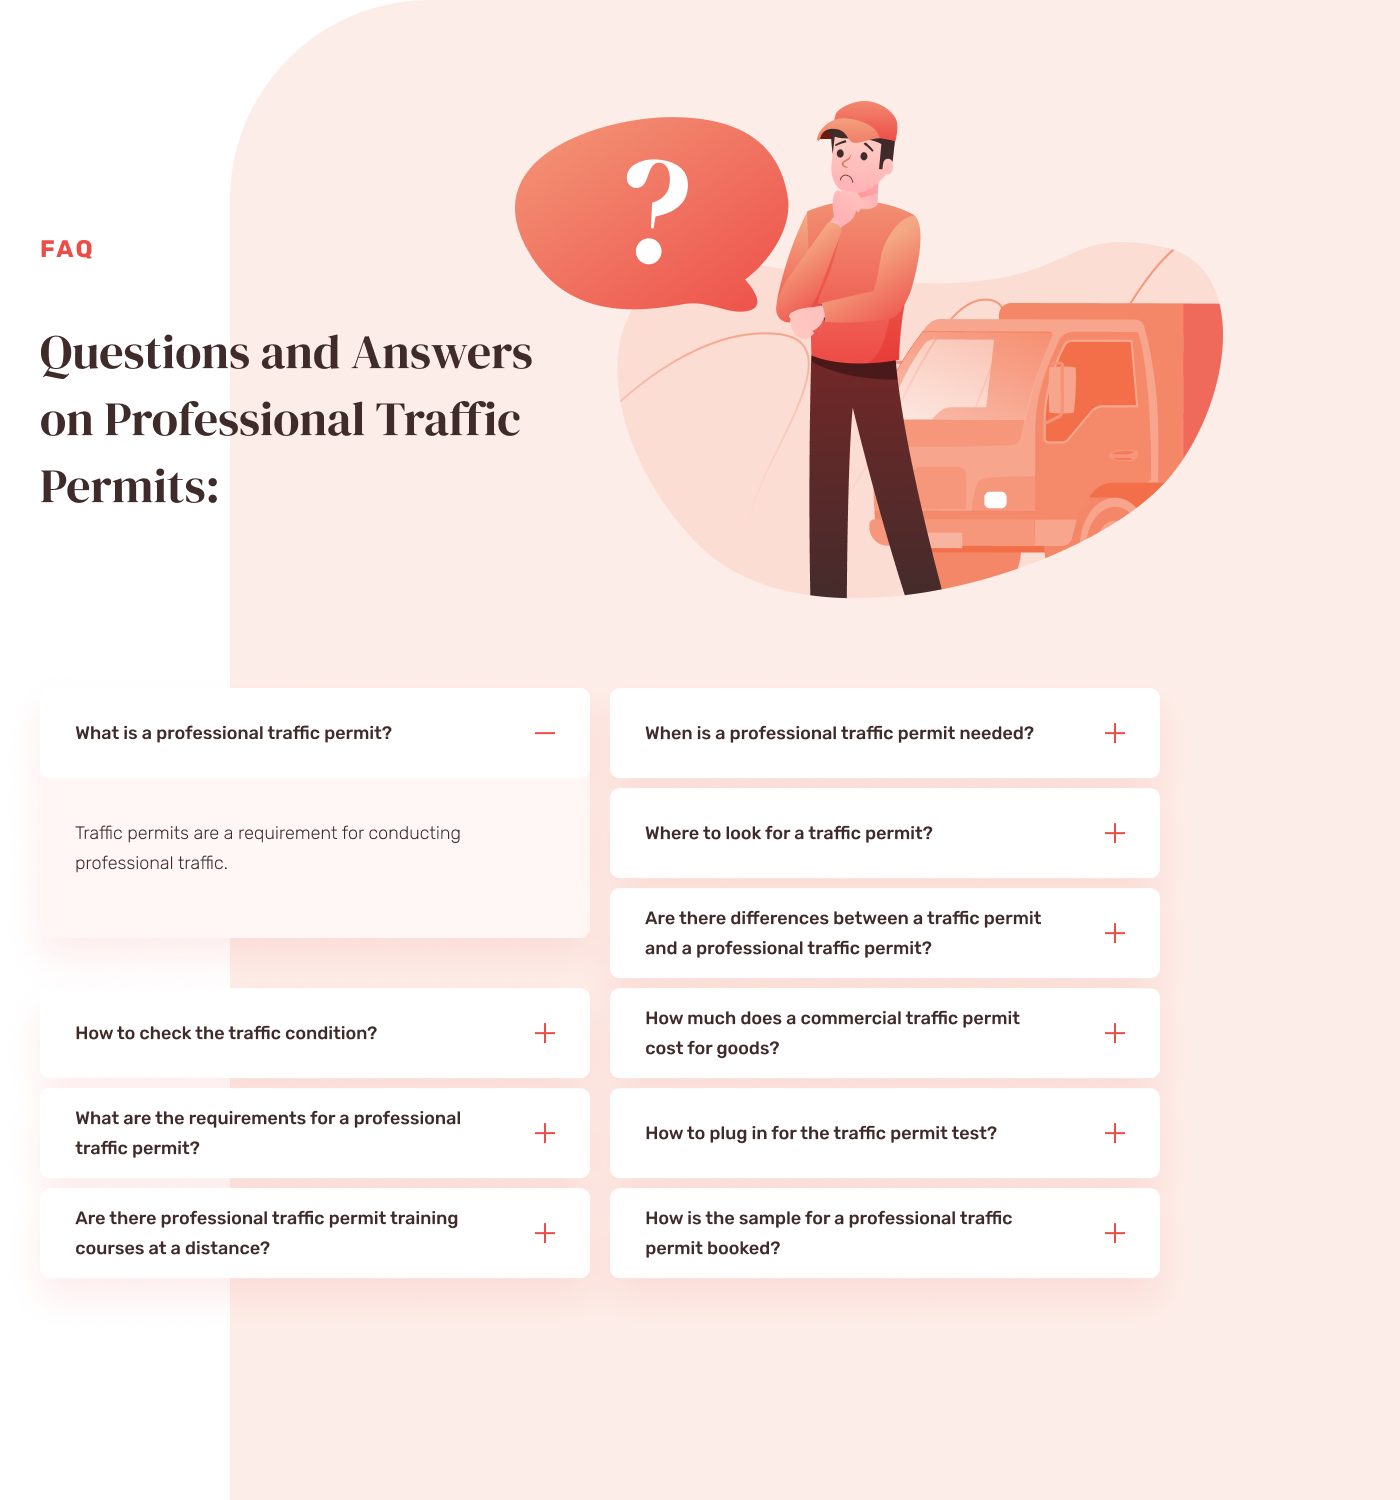 FAQ
?
Questions and Answers
on Professional Traffic
Permits:
What is a professional traffic permit?
Traffic permits are a requirement for conducting
professional traffic.
How to check the traffic condition?
What are the requirements for a professional
traffic permit?
Are there professional traffic permit training
courses at a distance?
When is a professional traffic permit needed?
Where to look for a traffic permit?
Are there differences between a traffic permit
and a professional traffic permit?
How much does a commercial traffic permit
cost for goods?
How to plug in for the traffic permit test?
How is the sample for a professional traffic
permit booked?